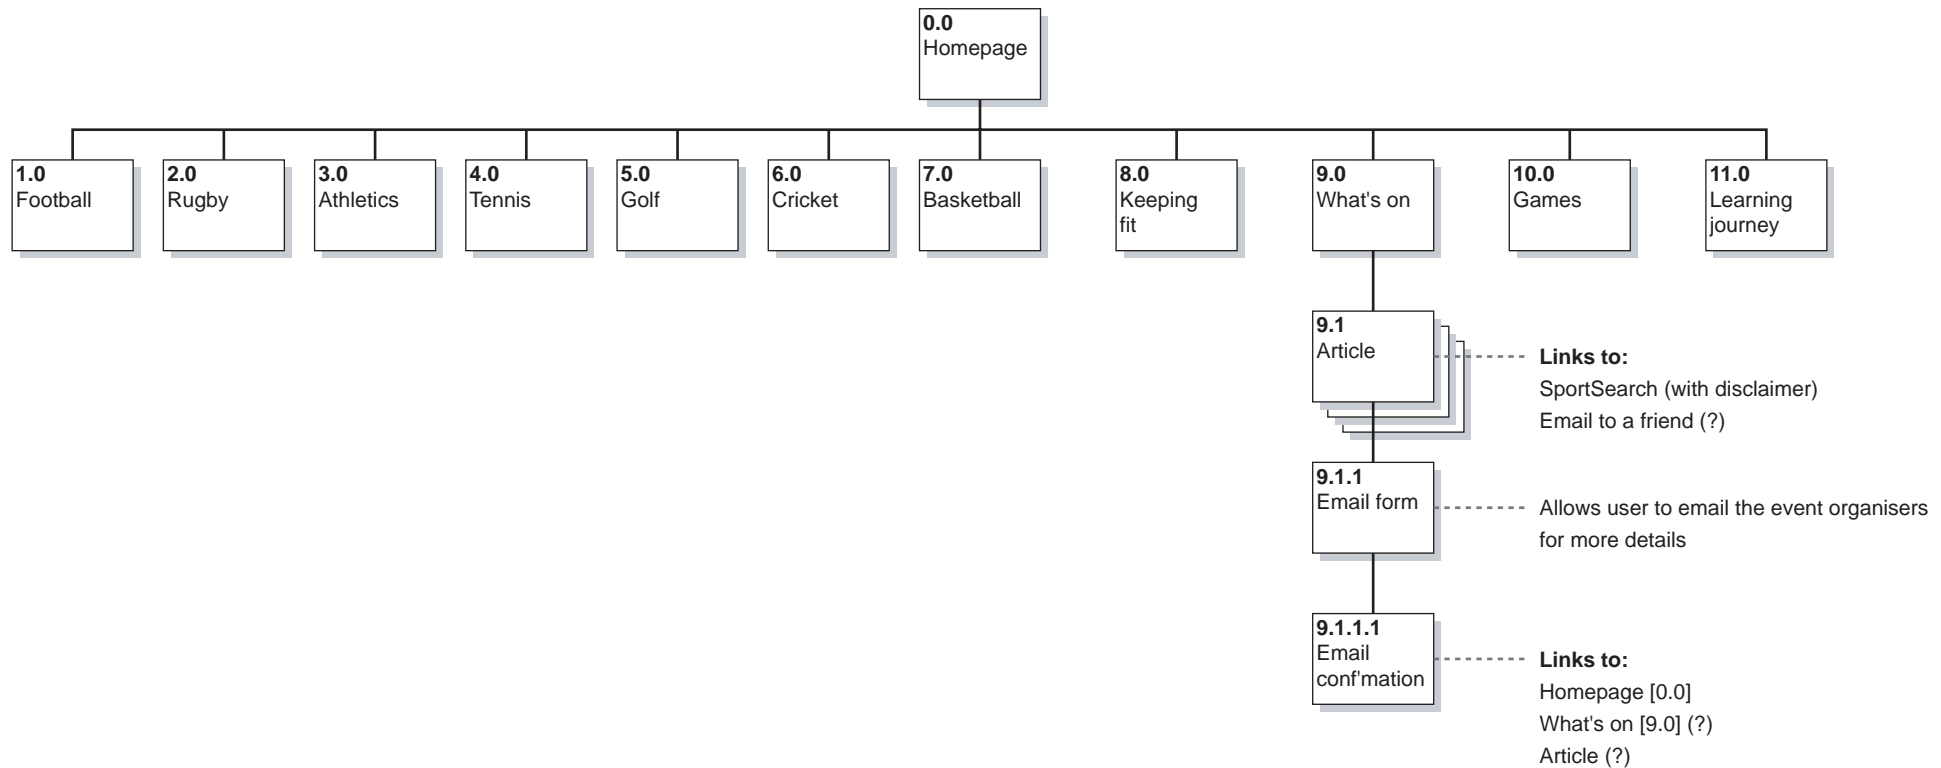 0.0
Homepage
1.0
Football
2.0
Rugby
3.0
Athletics
4.0
Tennis
5.0
Golf
6.0
Cricket
7.0
Basketball
8.0
Keeping
fit
9.0
What's on
10.0
Games
11.0
Learning
journey
9.1
Article
Links to:
SportSearch (with disclaimer)
Email to a friend (?)
9.1.1
Email form
Allows user to email the event organisers
for more details
9.1.1.1
Email
conf'mation
Links to:
Homepage [0.0]
What's on [9.0] (?)
Article (?)